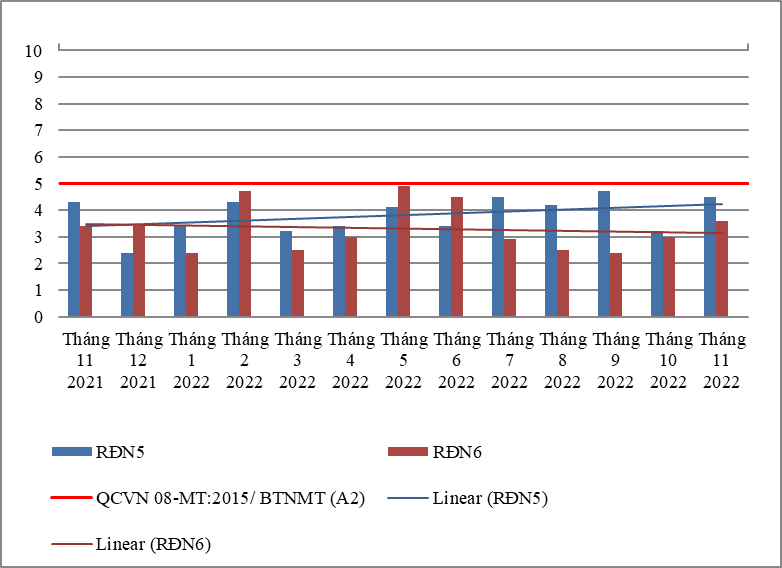 10
9
8
7
6
5
4
3
2
1
0
Tháng Tháng Tháng Tháng Tháng Tháng Tháng Tháng Tháng Tháng Tháng Tháng Tháng
11 12 1 2 3 4 5 6 7 8 9 10 11
2021 2021 2022 2022 2022 2022 2022 2022 2022 2022 2022 2022 2022
RĐN5 RĐN6
QCVN 08-MT:2015/ BTNMT (A2) Linear (RĐN5)
Linear (RĐN6)